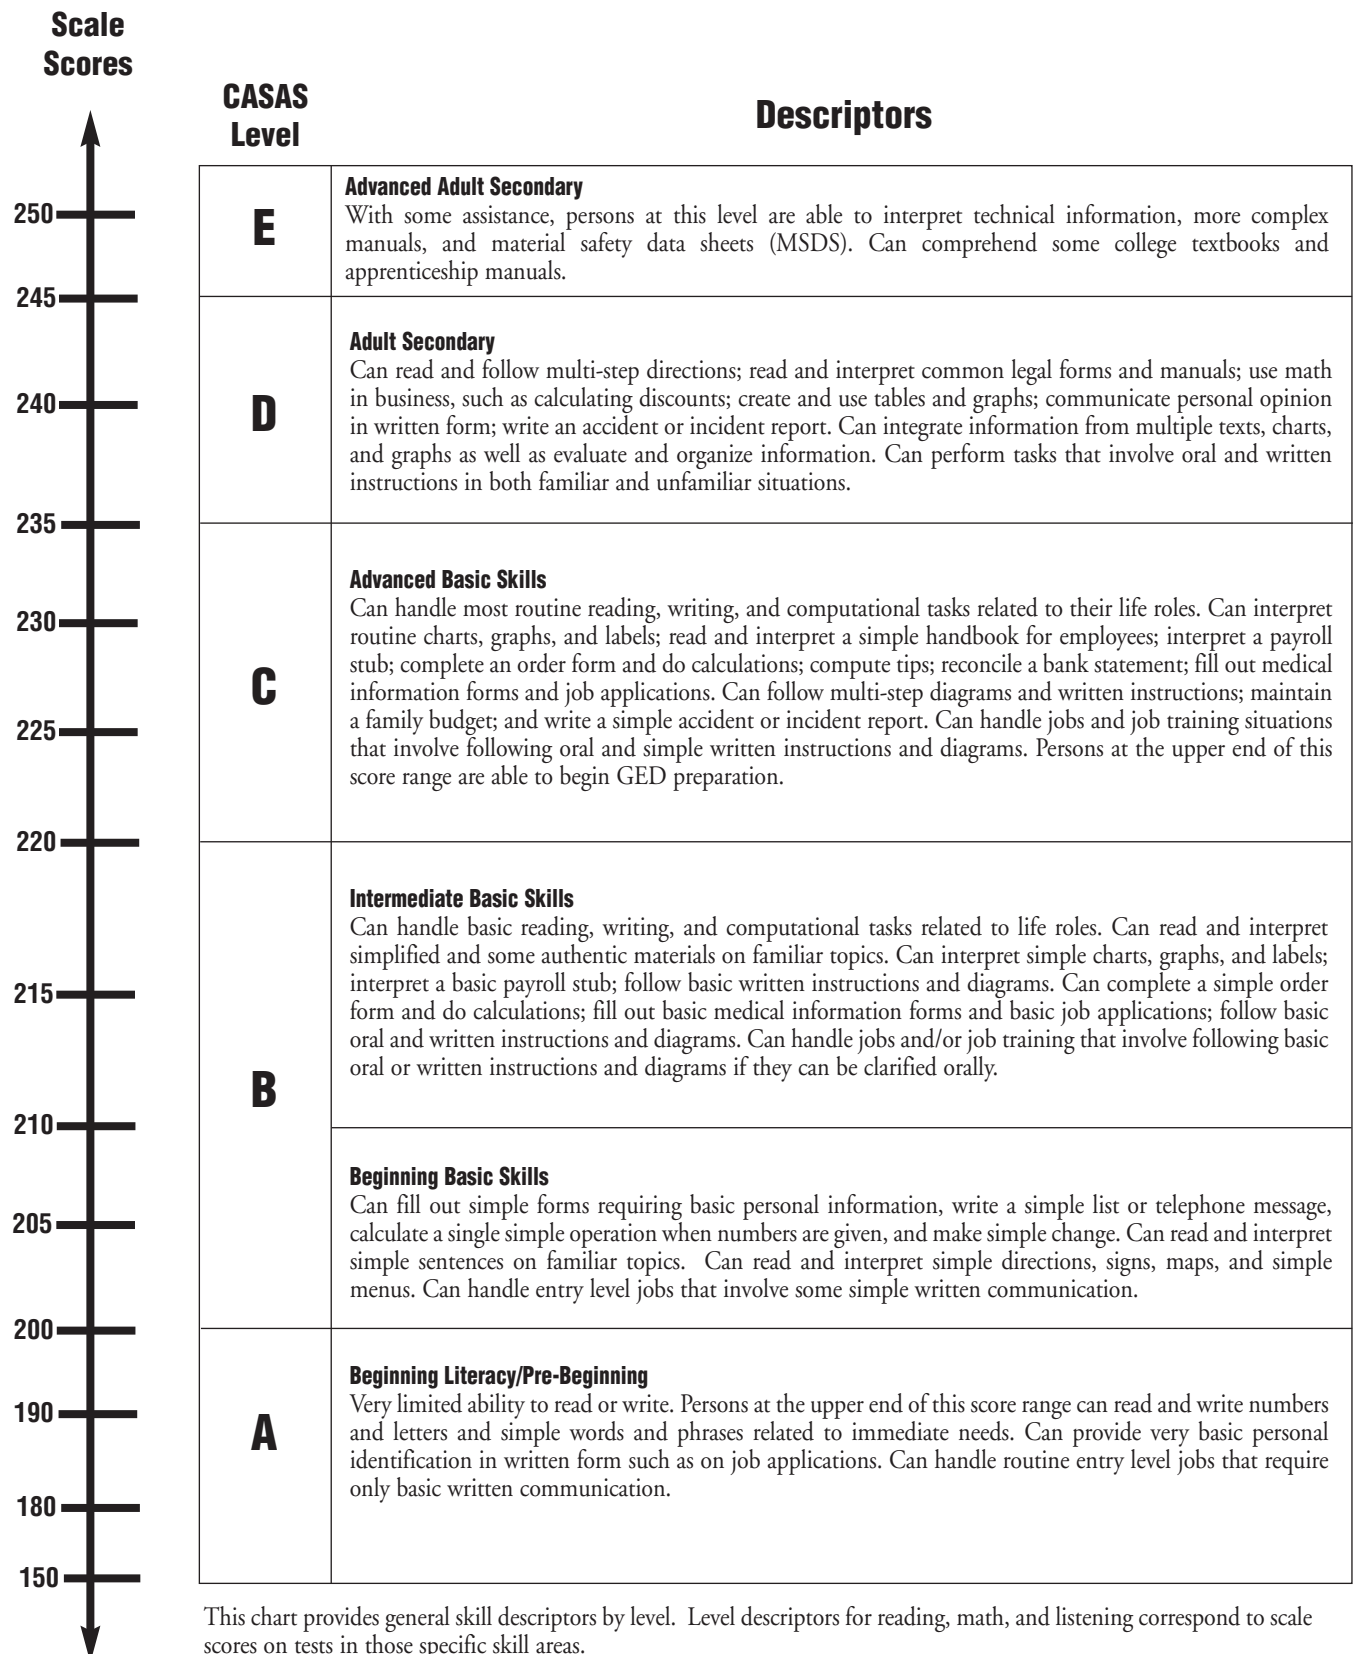 Scale
Scores
CASAS
Level
Descriptors
250
E
Advanced Adult Secondary
With some assistance, persons at this level are able to interpret technical information, more complex
manuals, and material safety data sheets (MSDS). Can comprehend some college textbooks and
apprenticeship manuals.
245
D
Adult Secondary
Can read and follow multi-step directions; read and interpret common legal forms and manuals; use math
in business, such as calculating discounts; create and use tables and graphs; communicate personal opinion
in written form; write an accident or incident report. Can integrate information from multiple texts, charts,
and graphs as well as evaluate and organize information. Can perform tasks that involve oral and written
instructions in both familiar and unfamiliar situations.
240
235
C
Advanced Basic Skills
Can handle most routine reading, writing, and computational tasks related to their life roles. Can interpret
routine charts, graphs, and labels; read and interpret a simple handbook for employees; interpret a payroll
stub; complete an order form and do calculations; compute tips; reconcile a bank statement; fill out medical
information forms and job applications. Can follow multi-step diagrams and written instructions; maintain
a family budget; and write a simple accident or incident report. Can handle jobs and job training situations
that involve following oral and simple written instructions and diagrams. Persons at the upper end of this
score range are able to begin GED preparation.
230
225
220
B
Intermediate Basic Skills
Can handle basic reading, writing, and computational tasks related to life roles. Can read and interpret
simplified and some authentic materials on familiar topics. Can interpret simple charts, graphs, and labels;
interpret a basic payroll stub; follow basic written instructions and diagrams. Can complete a simple order
form and do calculations; fill out basic medical information forms and basic job applications; follow basic
oral and written instructions and diagrams. Can handle jobs and/or job training that involve following basic
oral or written instructions and diagrams if they can be clarified orally.
215
210
Beginning Basic Skills
Can fill out simple forms requiring basic personal information, write a simple list or telephone message,
calculate a single simple operation when numbers are given, and make simple change. Can read and interpret
simple sentences on familiar topics. Can read and interpret simple directions, signs, maps, and simple
menus. Can handle entry level jobs that involve some simple written communication.
205
200
A
Beginning Literacy/Pre-Beginning
Very limited ability to read or write. Persons at the upper end of this score range can read and write numbers
and letters and simple words and phrases related to immediate needs. Can provide very basic personal
identification in written form such as on job applications. Can handle routine entry level jobs that require
only basic written communication.
190
180
150
This chart provides general skill descriptors by level. Level descriptors for reading, math, and listening correspond to scale
scores on tests in those specific skill areas.